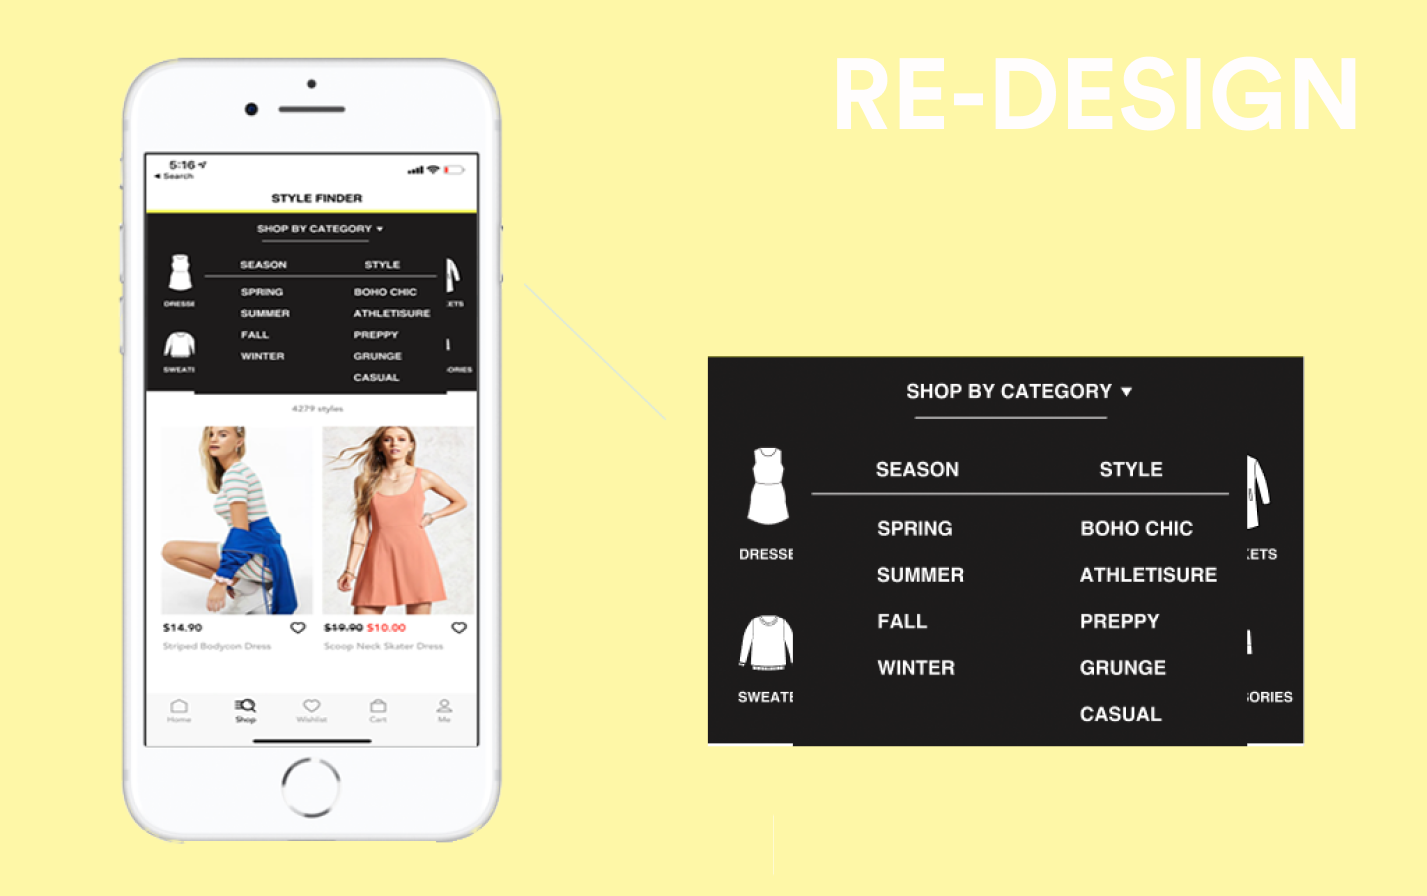 RE-DESIGN
5:16
Search
STYLE FINDER
SHOP BY CATEGORY
SEASON STYLE
SPRING BOHO CHIC
DRESSE KETS
SUMMER ATHLETISURE
FALL PREPPY
WINTER GRUNGE
SWEATE ORIES
CASUAL
4279 styles
$14.90 $19.90 $10.00
Striped Bodycon Dress Scoop Neck Skater Dress
Home Shop Wishlist Cart Me
SHOP BY CATEGORY
SEASON STYLE
SPRING BOHO CHIC
DRESSE KETS
SUMMER ATHLETISURE
FALL PREPPY
WINTER GRUNGE
SWEATE ORIES
CASUAL